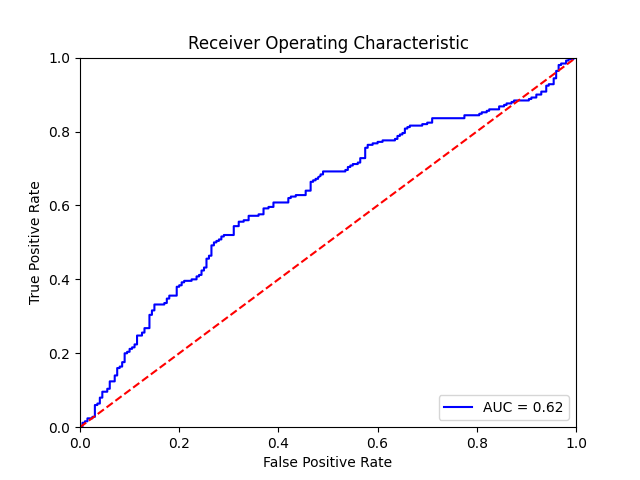 Receiver Operating Characteristic
1.0
0.8
0.6
0.4
0.2
0.0
True Positive Rate
AUC = 0.62
0.0 0.2 0.4 0.6 0.8 1.0
False Positive Rate